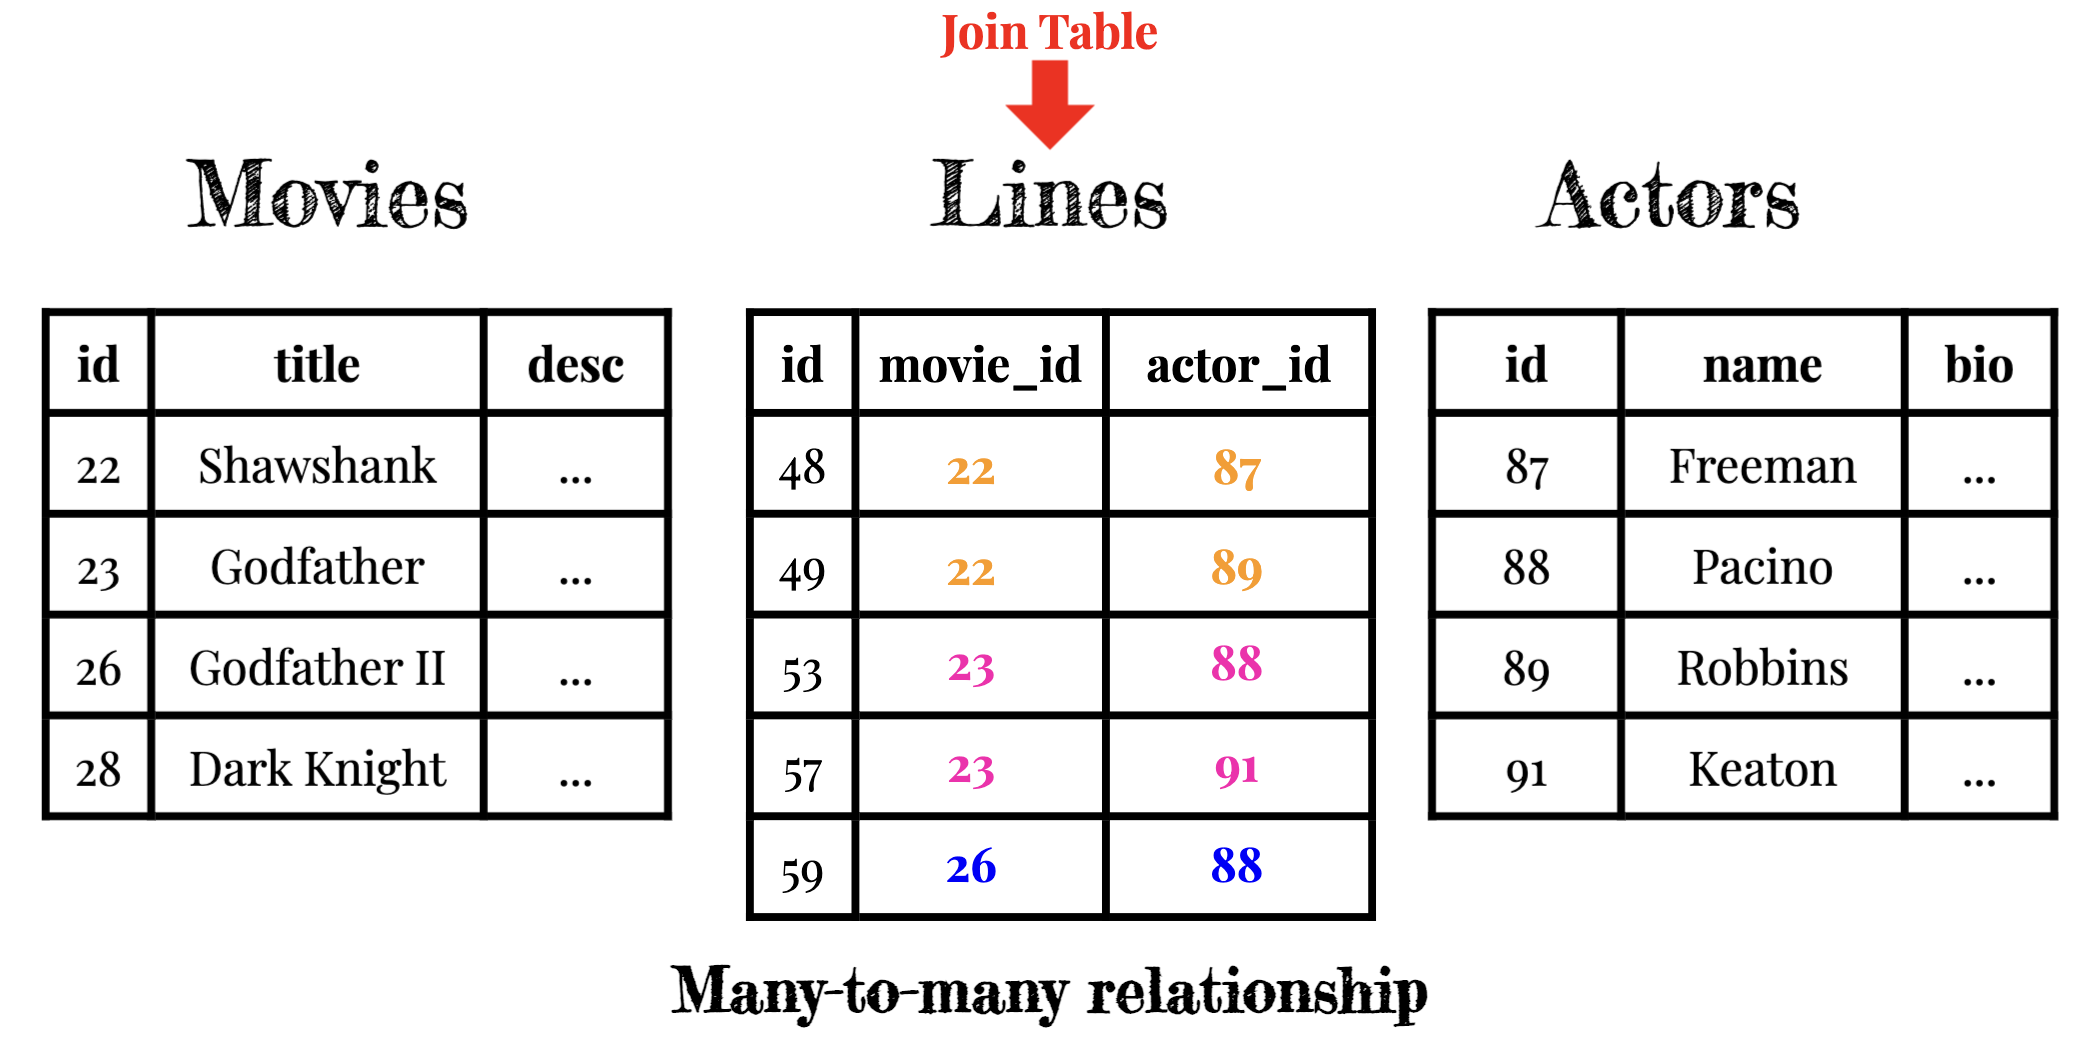 Join Table
Movies
id title desc
22 Shawshank ...
23 Godfather ...
26 Godfather II ...
28 Dark Knight ...
Lines
id movie_id actor_id
48 22 87
49 22 89
53 23 88
57 23 91
59 26 88
Actors
id name bio
87 Freeman ...
88 Pacino ...
89 Robbins ...
91 Keaton ...
Many-to-many relationship